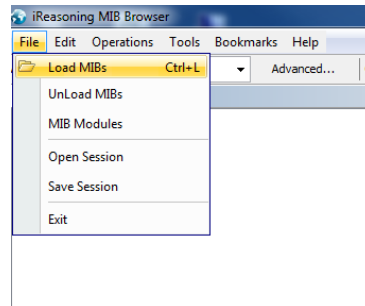 iReasoning MIB Browser
File Edit Operations Tools Bookmarks Help
Load MIBs Ctrl+L Advanced...
UnLoad MIBs
MIB Modules
Open Session
Save Session
Exit